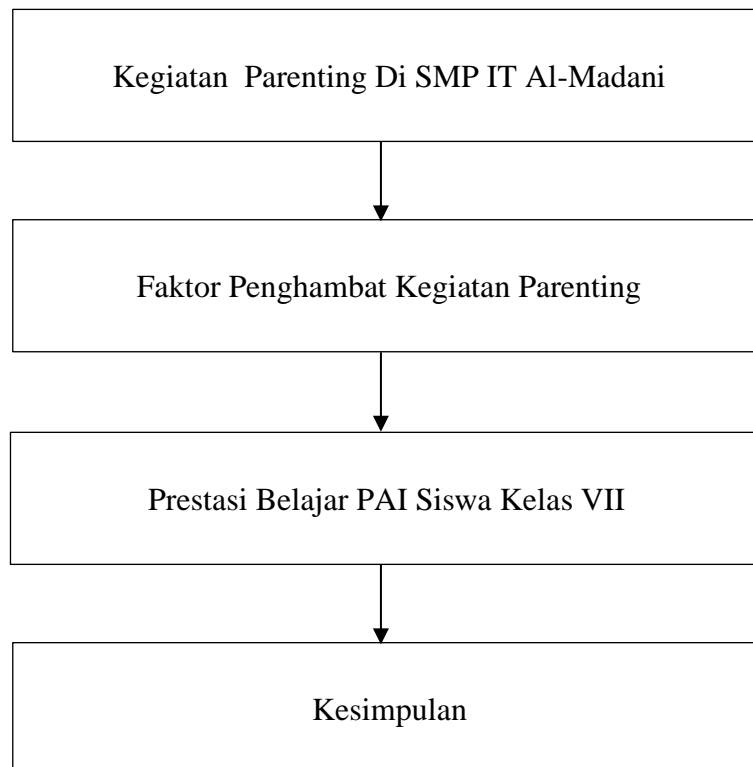 Kegiatan Parenting Di SMP IT Al-Madani
Faktor Penghambat Kegiatan Parenting
Prestasi Belajar PAI Siswa Kelas VII
Kesimpulan